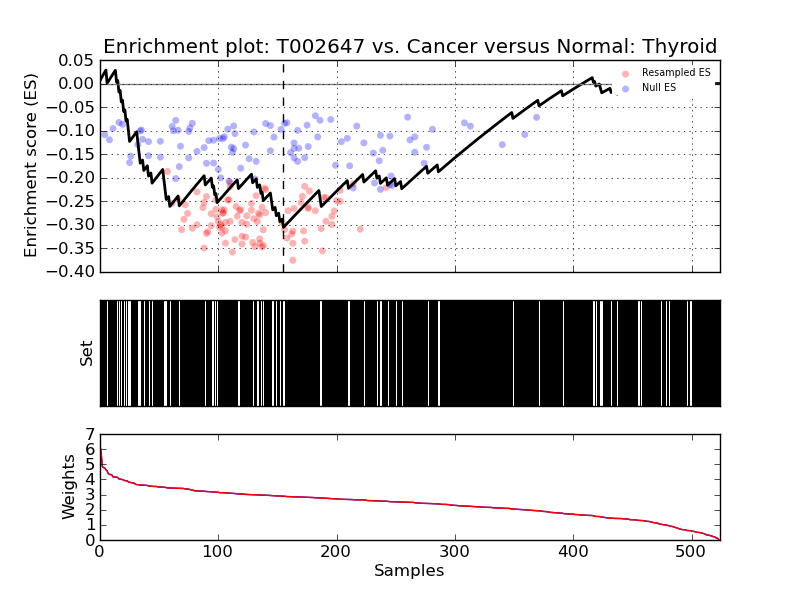 Enrichment plot: T002647 vs. Cancer versus Normal: Thyroid
0.05
0.00
−0.05
−0.10
−0.15
−0.20
−0.25
−0.30
−0.35
−0.40
Enrichment score (ES)
Resampled ES
Null ES
Set
7
6
5
4
3
2
1
0
Weights
0 100 200 300 400 500
Samples